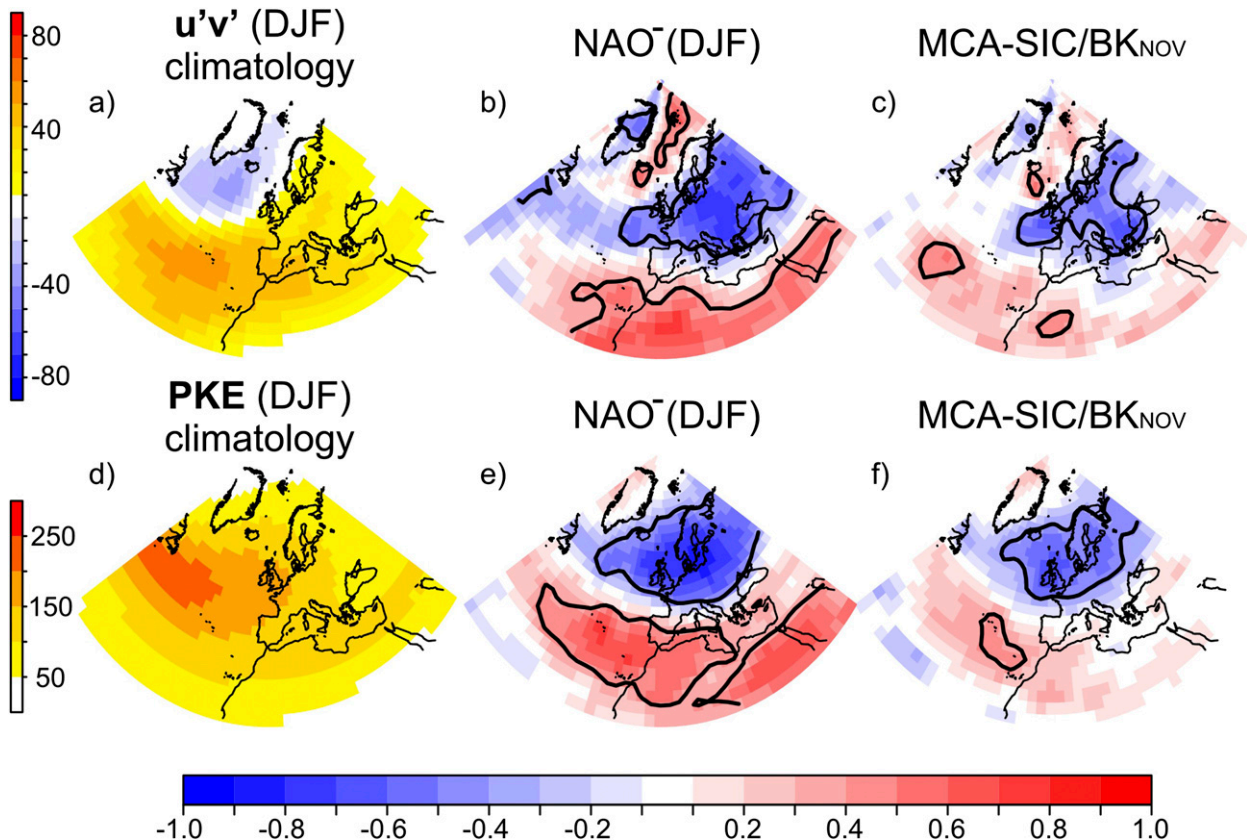 u'v' (DJF)
climatology
NAO⁻(DJF)
MCA-SIC/BKNOV
a)
b)
c)
80
40
0
-40
-80
PKE (DJF)
climatology
NAO⁻(DJF)
MCA-SIC/BKNOV
d)
e)
f)
250
150
50
-1.0 -0.8 -0.6 -0.4 -0.2 0.2 0.4 0.6 0.8 1.0